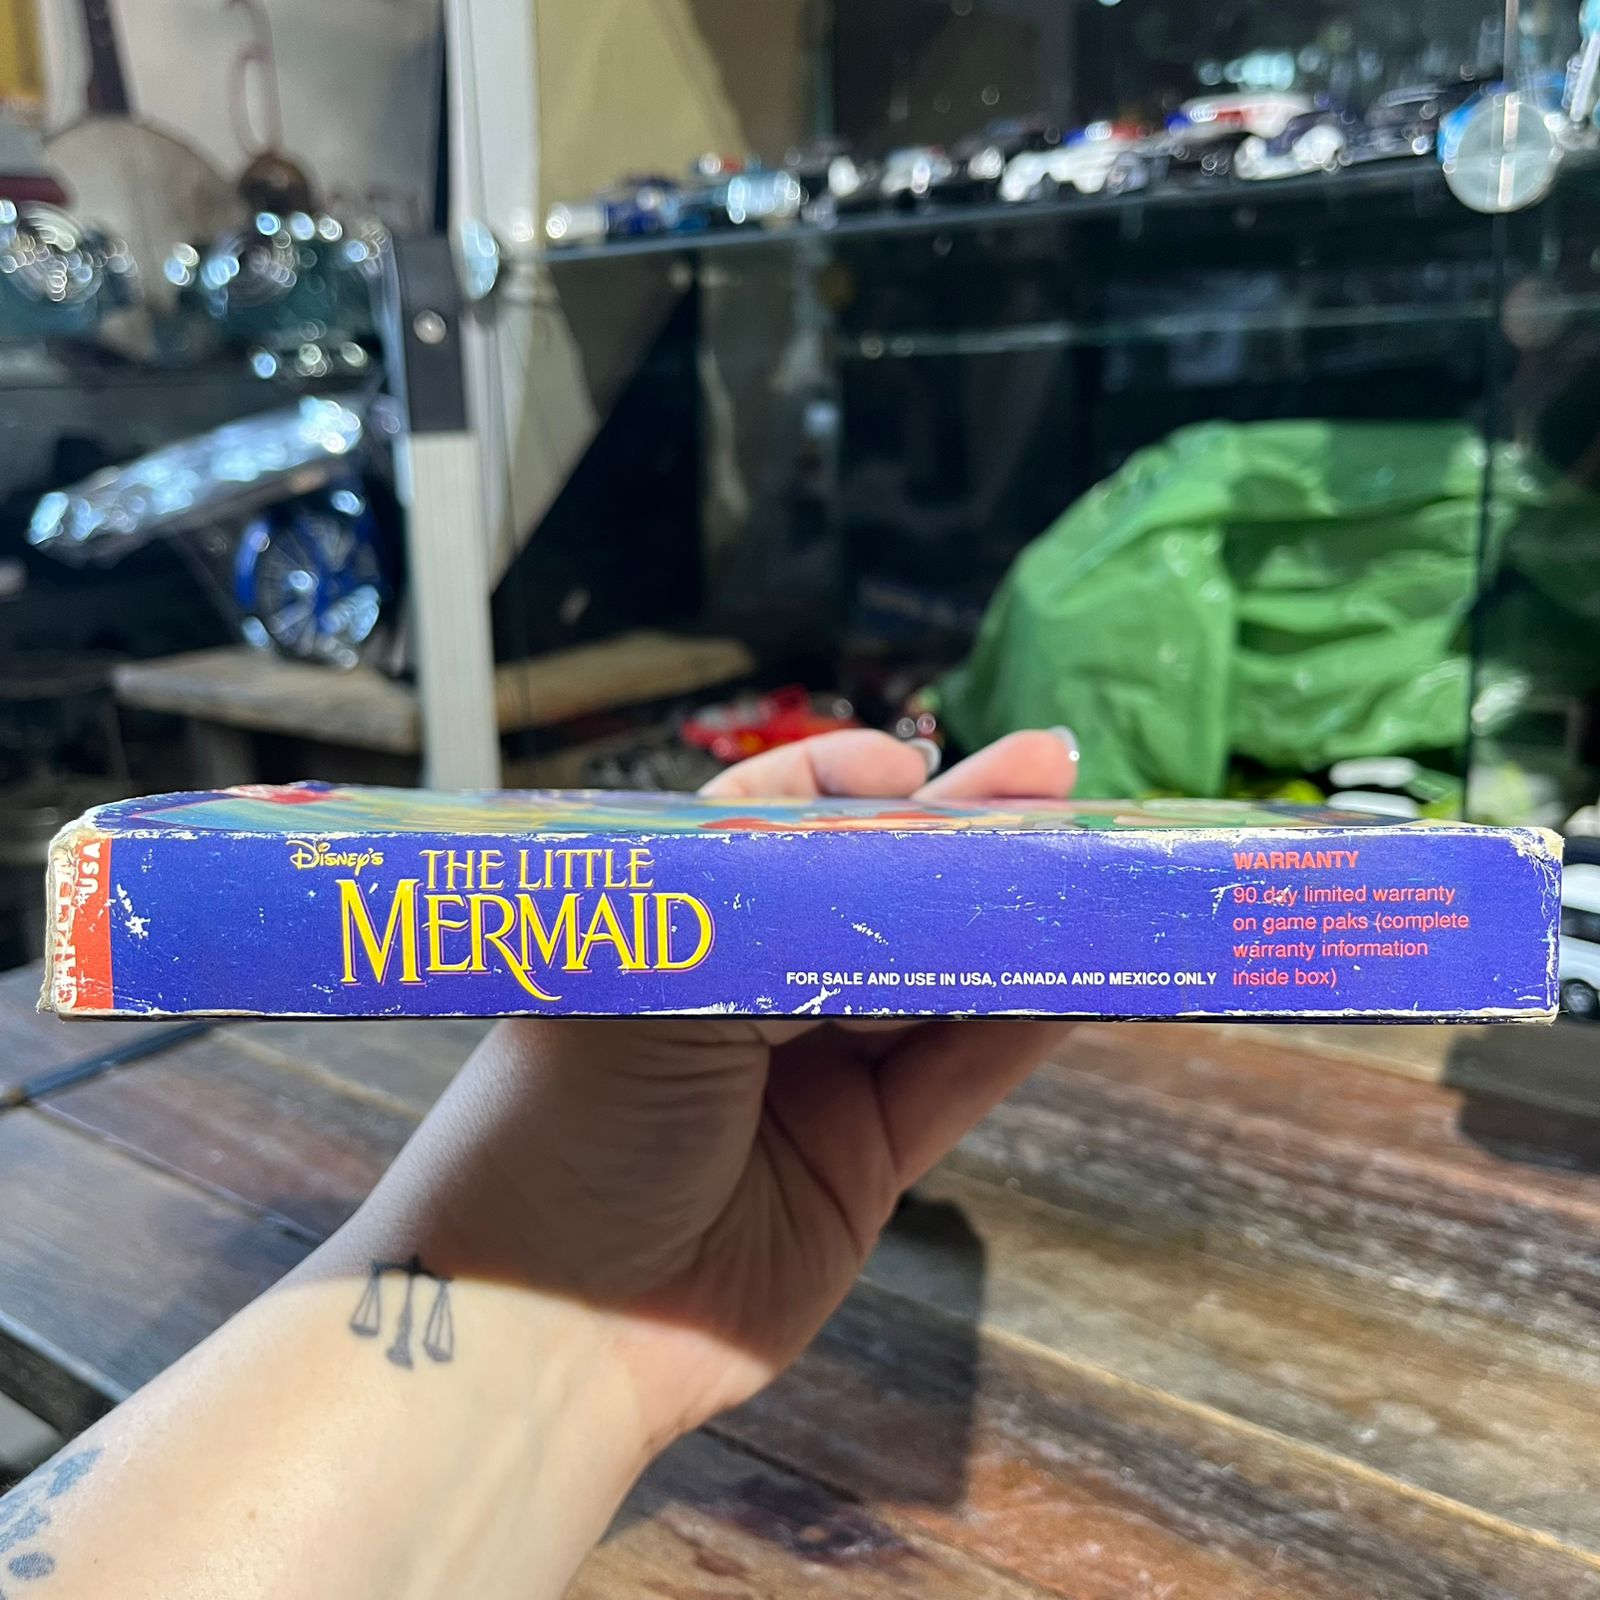 CAPCOM
USA
Disney's
THE LITTLE
MERMAID
FOR SALE AND USE IN USA, CANADA AND MEXICO ONLY
WARRANTY
90 day limited warranty
on game paks (complete
warranty information
inside box)